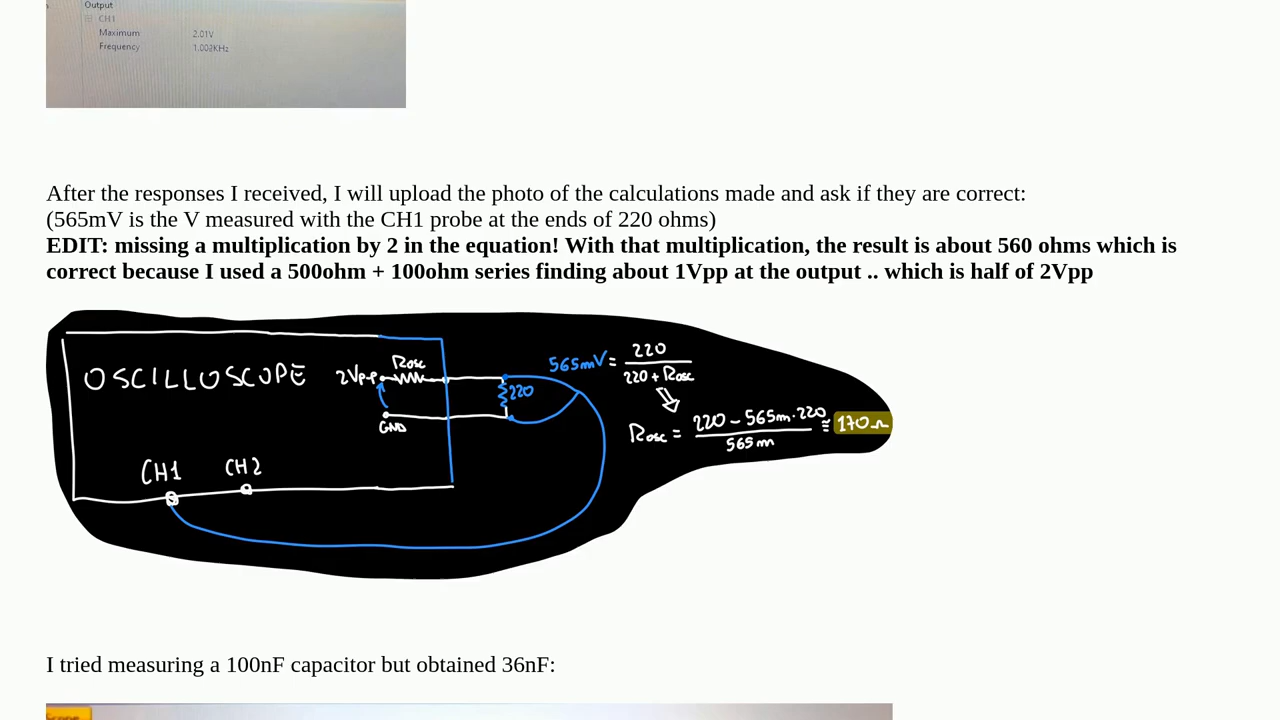 Output
CH1
Maximum 2.01V
Frequency 1.002KHz
After the responses I received, I will upload the photo of the calculations made and ask if they are correct:
(565mV is the V measured with the CH1 probe at the ends of 220 ohms)
EDIT: missing a multiplication by 2 in the equation! With that multiplication, the result is about 560 ohms which is
correct because I used a 500ohm + 100ohm series finding about 1Vpp at the output .. which is half of 2Vpp
OSCILLOSCOPE
2Vp-p
Rosc
GND
220
565mV = 220 / 220 + Rosc
Rosc = 220 - 565m·220 / 565m ≅ 170Ω
CH1
CH2
I tried measuring a 100nF capacitor but obtained 36nF: